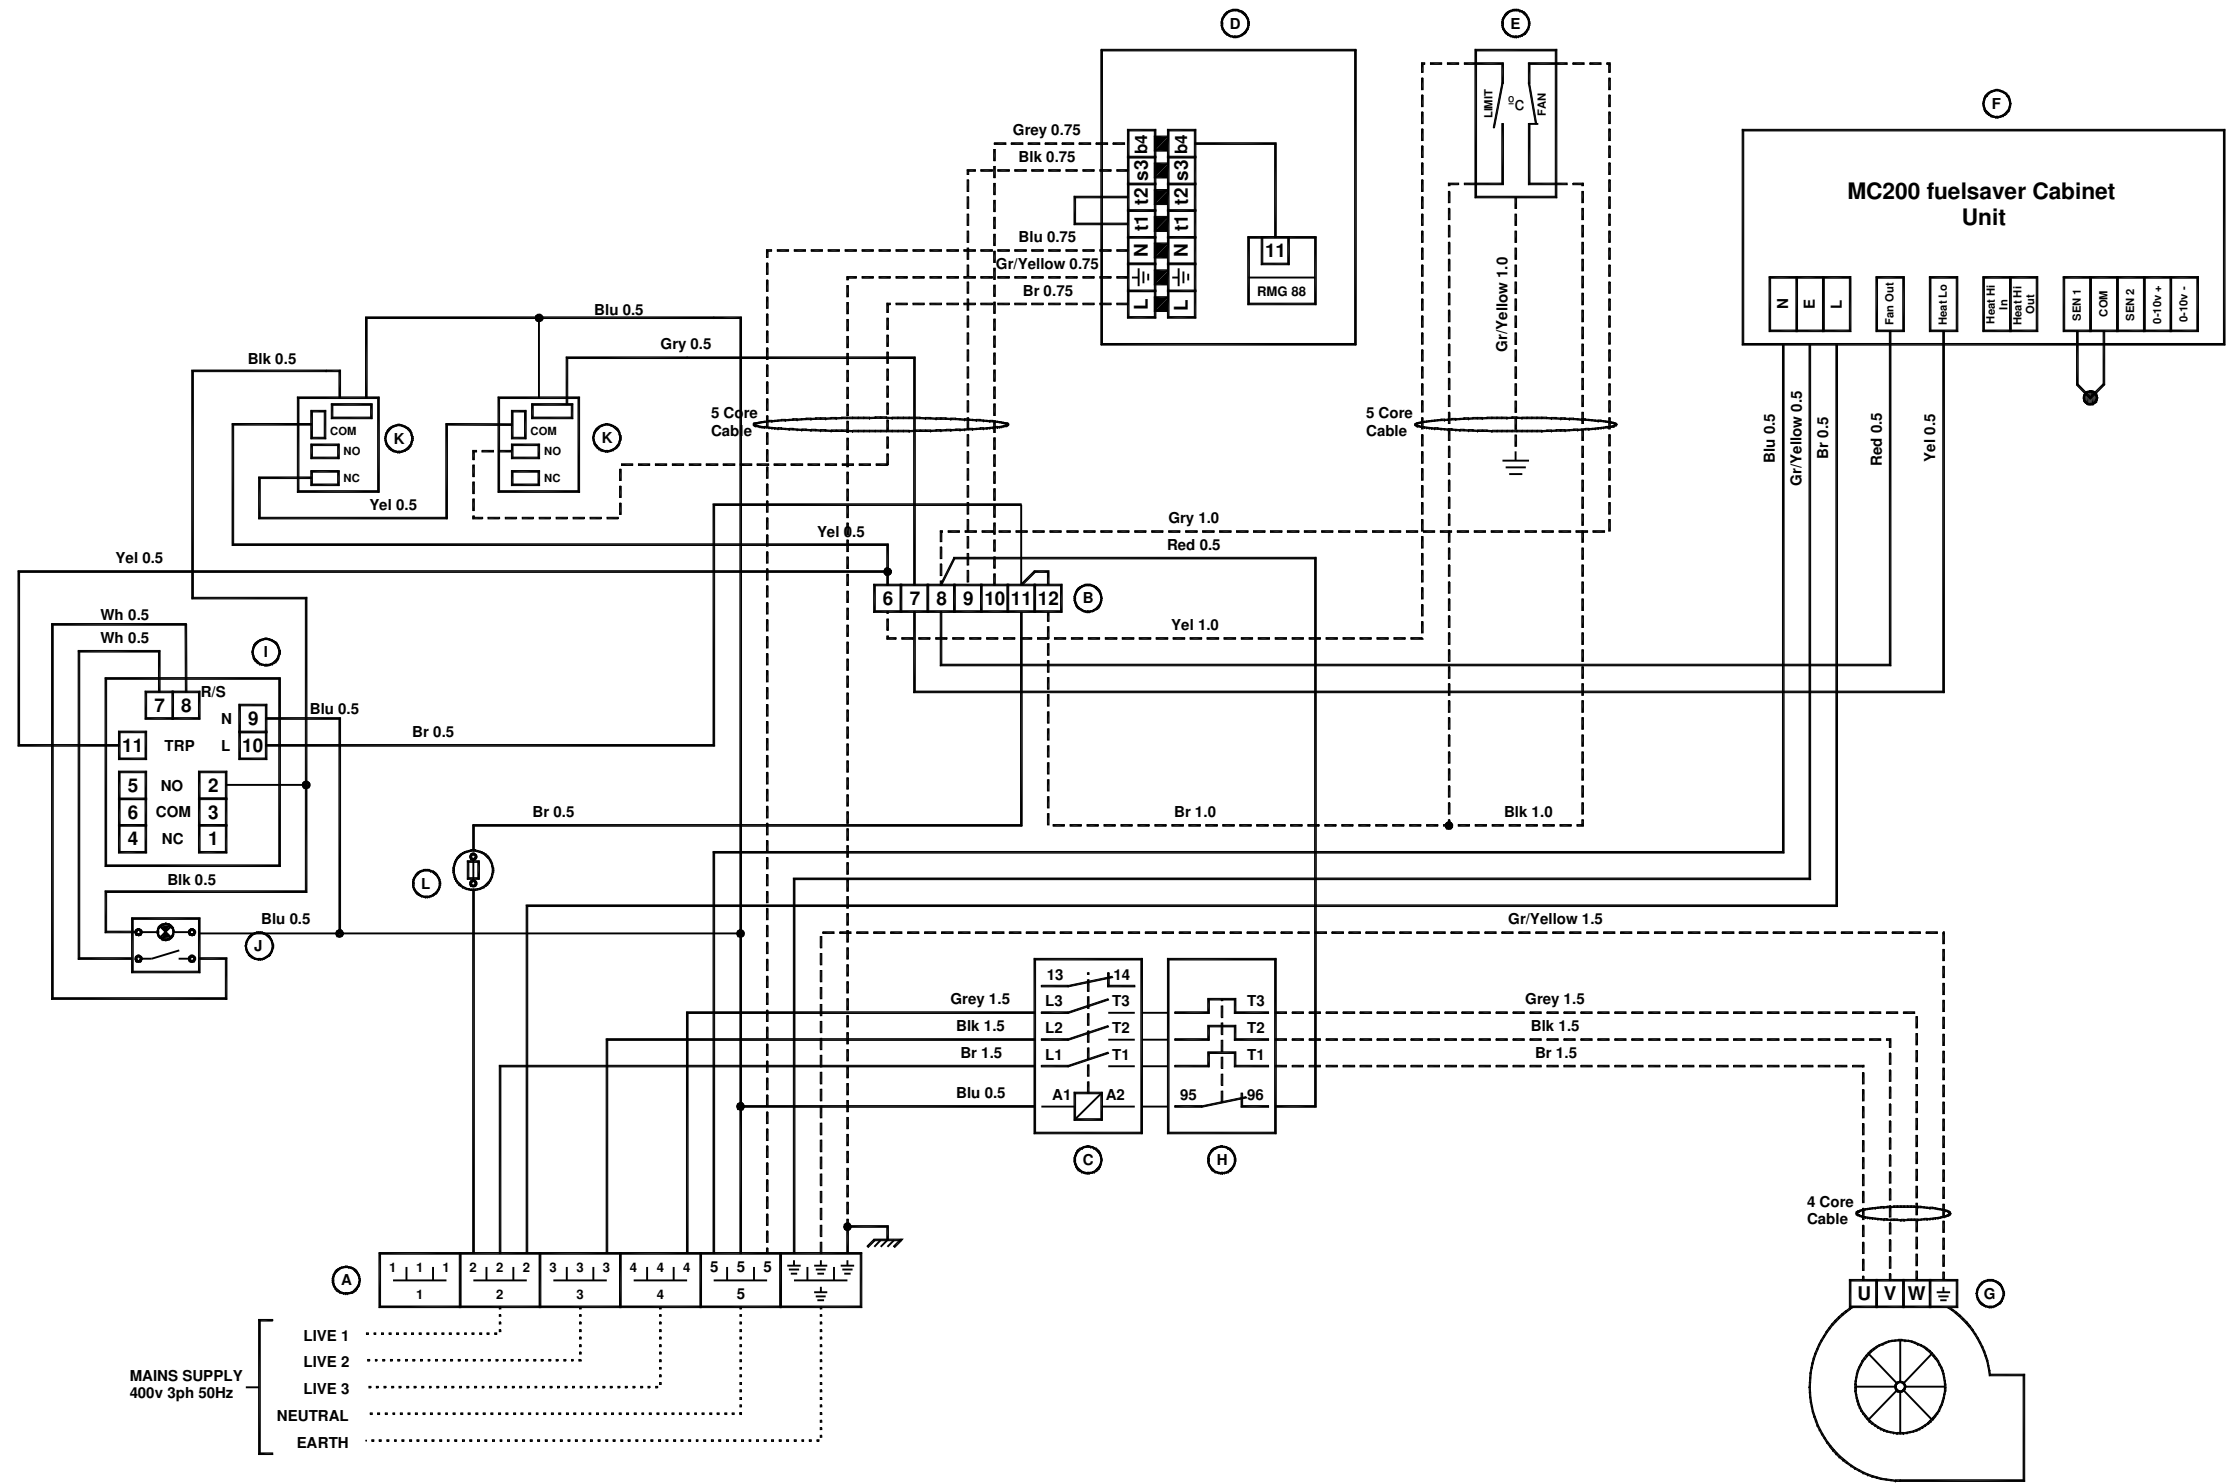 D
E
F
Grey 0.75
Blk 0.75
Blu 0.75
Gr/Yellow 0.75
Br 0.75
b4 b4
s3 s3
t2 t2
t1 t1
N N
L L
11
RMG 88
LIMIT
ºC
FAN
Gr/Yellow 1.0
MC200 fuelsaver Cabinet
Unit
N
E
L
Fan Out
Heat Lo
Heat Hi
In
Heat Hi
Out
SEN 1
COM
SEN 2
0-10v +
0-10v -
Blu 0.5
Gr/Yellow 0.5
Br 0.5
Red 0.5
Yel 0.5
Blu 0.5
Gry 0.5
Blk 0.5
COM
NO
NC
K
COM
NO
NC
K
5 Core
Cable
5 Core
Cable
Yel 0.5
Yel 0.5
Yel 0.5
Gry 1.0
Red 0.5
6 7 8 9 10 11 12
B
Yel 1.0
Wh 0.5
Wh 0.5
I
7 8
R/S
N 9
Blu 0.5
11 TRP L 10
Br 0.5
5 NO 2
6 COM 3
4 NC 1
Br 0.5
Br 1.0
Blk 1.0
L
Blk 0.5
Blu 0.5
J
Gr/Yellow 1.5
13 14
Grey 1.5
L3 T3
T3
Grey 1.5
Blk 1.5
L2 T2
T2
Blk 1.5
Br 1.5
L1 T1
T1
Br 1.5
Blu 0.5
A1 A2
95 96
C
H
4 Core
Cable
A
1 1 1
1
2 2 2
2
3 3 3
3
4 4 4
4
5 5 5
5
U V W
G
MAINS SUPPLY
400v 3ph 50Hz
LIVE 1
LIVE 2
LIVE 3
NEUTRAL
EARTH